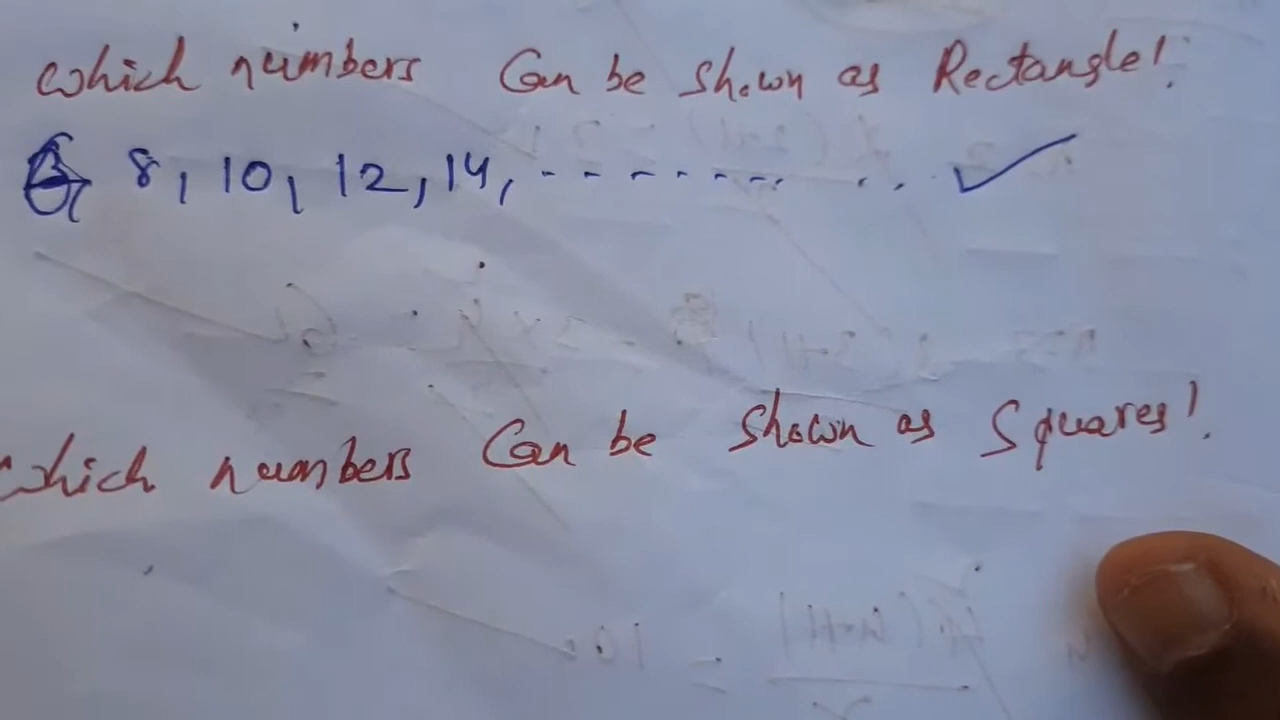 Which numbers Can be shown as Rectangle!
8, 10, 12, 14, - - - - - - - . . .
Which numbers Can be shown as Squares!